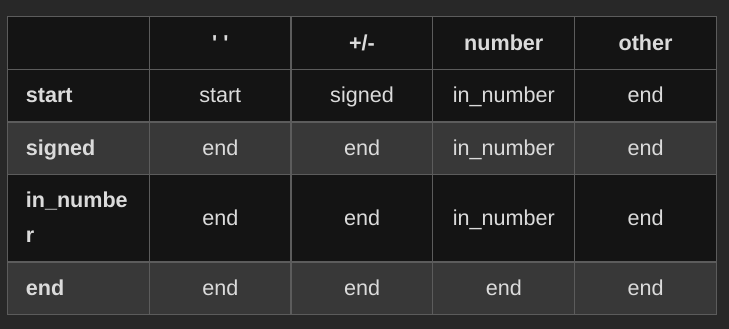 ' ' +/- number other
start start signed in_number end
signed end end in_number end
in_numbe
r end end in_number end
end end end end end